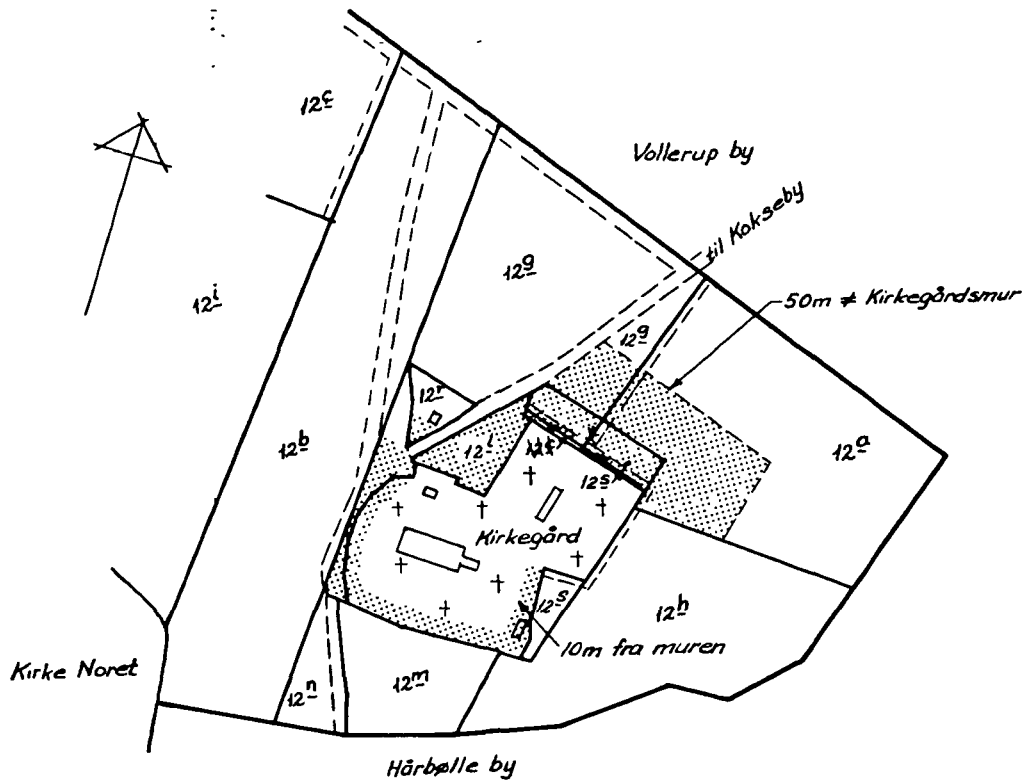 12c
Vollerup by
til Kokseby
12g
12i
50m ≠ Kirkegårdsmur
12g
12r
12b
12l
12a
12s
Kirkegård
12s
12h
10m fra muren
Kirke Noret
12n
12m
Hårbølle by